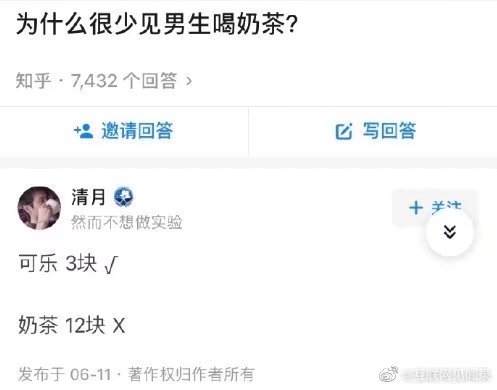 为什么很少见男生喝奶茶?
知乎 · 7,432 个回答 >
邀请回答
写回答
清月
然而不想做实验
+ 关注
可乐 3块 √
奶茶 12块 X
发布于 06-11 · 著作权归作者所有